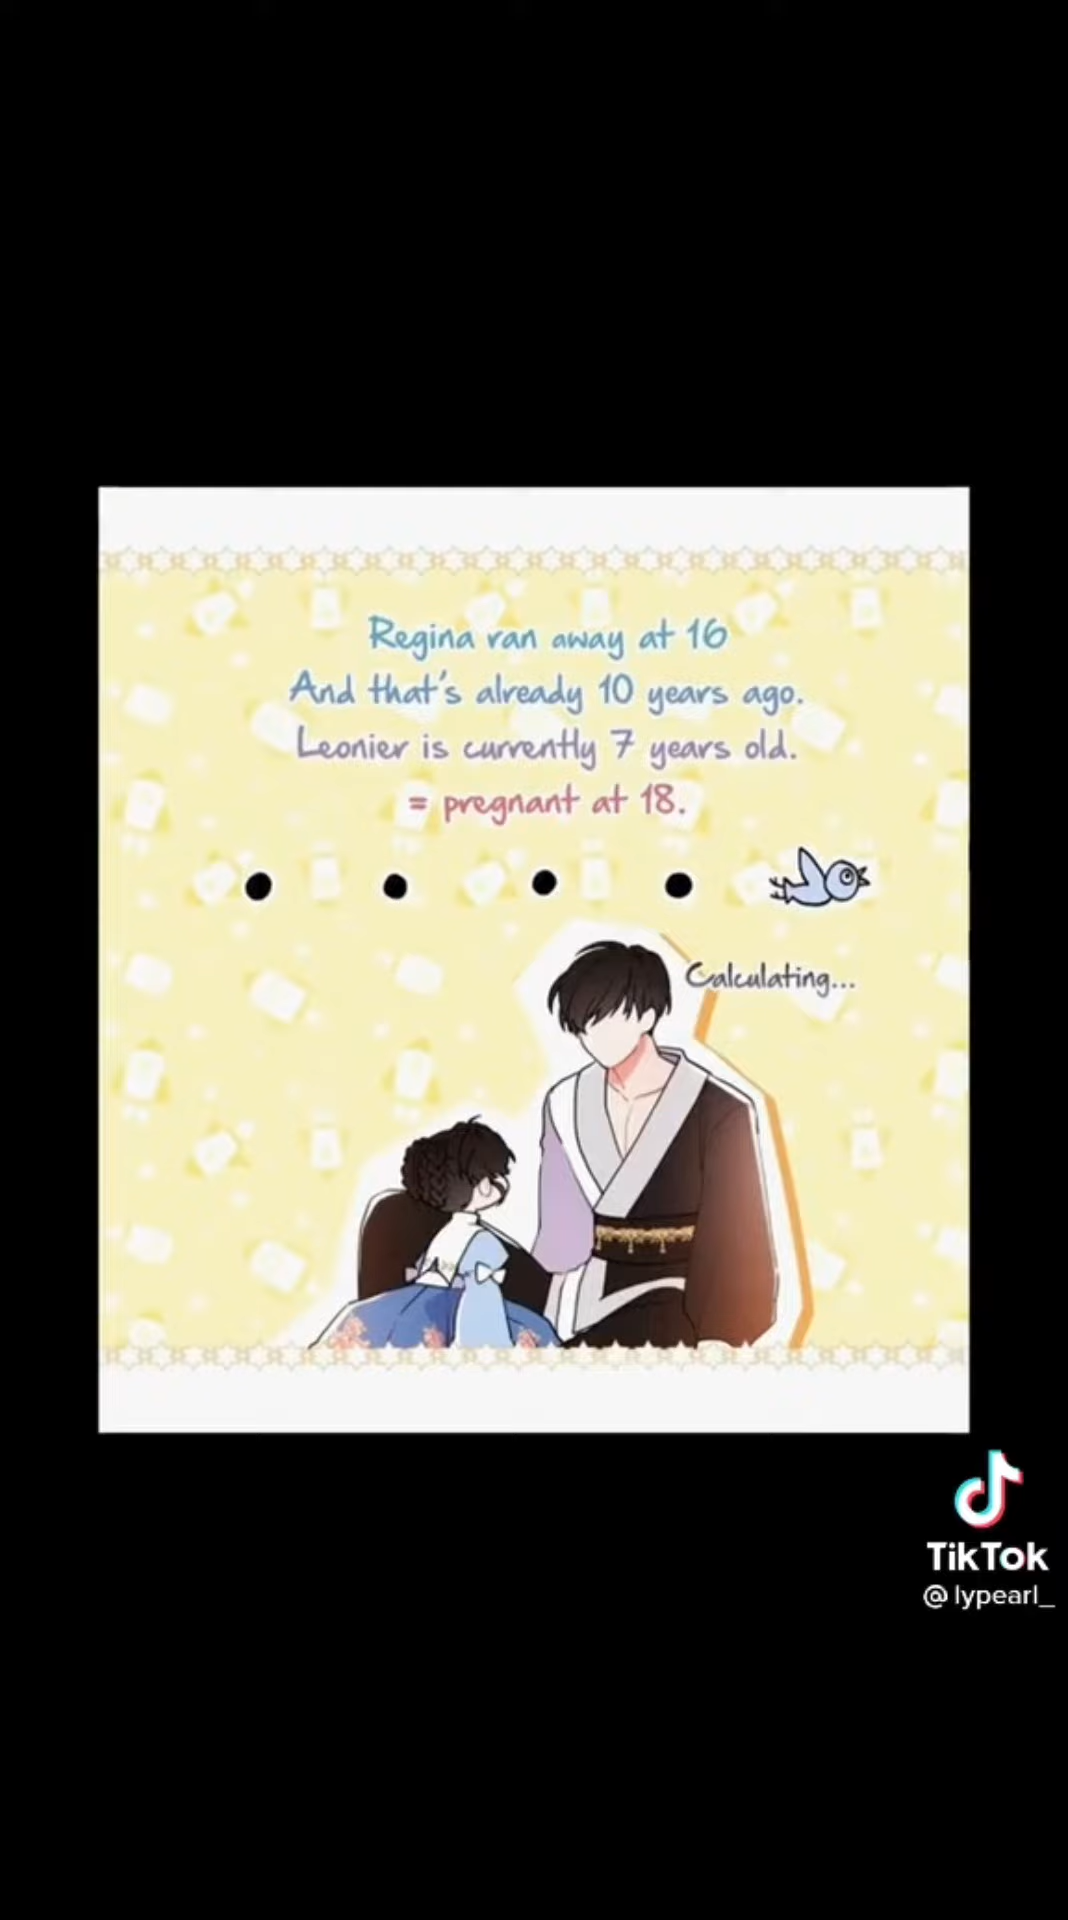 Regina ran away at 16
And that's already 10 years ago.
Leonier is currently 7 years old.
= pregnant at 18.
Calculating...
TikTok
@lypearl_